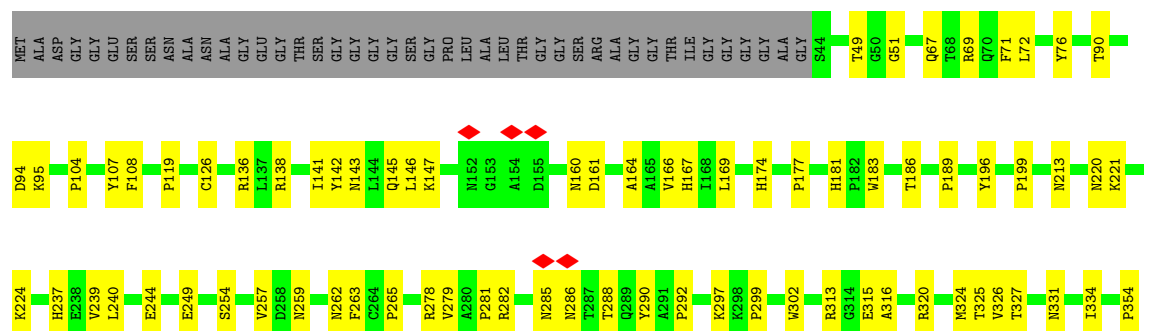 MET ALA ASP GLY GLY GLU SER SER ASN ALA ASN ALA GLY GLU GLY THR SER GLY GLY GLY GLY SER GLY PRO LEU ALA LEU THR GLY GLY SER ARG ALA GLY GLY THR ILE GLY GLY GLY GLY ALA GLY S44 T49 G50 G51 Q67 T68 R69 Q70 F71 L72 Y76 T90
D94 K95 P104 Y107 F108 P119 C126 R136 L137 R138 I141 Y142 N143 L144 Q145 L146 K147 N152 G153 A154 D155 N160 D161 A164 A165 V166 H167 I168 L169 H174 P177 H181 P182 W183 T186 P189 Y196 P199 N213 N220 K221
K224 H237 E238 V239 L240 E244 E249 S254 V257 D258 N259 N262 F263 C264 P265 R278 V279 A280 P281 R282 N285 N286 T287 T288 Q289 Y290 A291 P292 K297 K298 P299 W302 R313 G314 E315 A316 R320 M324 T325 V326 T327 N331 I334 P354